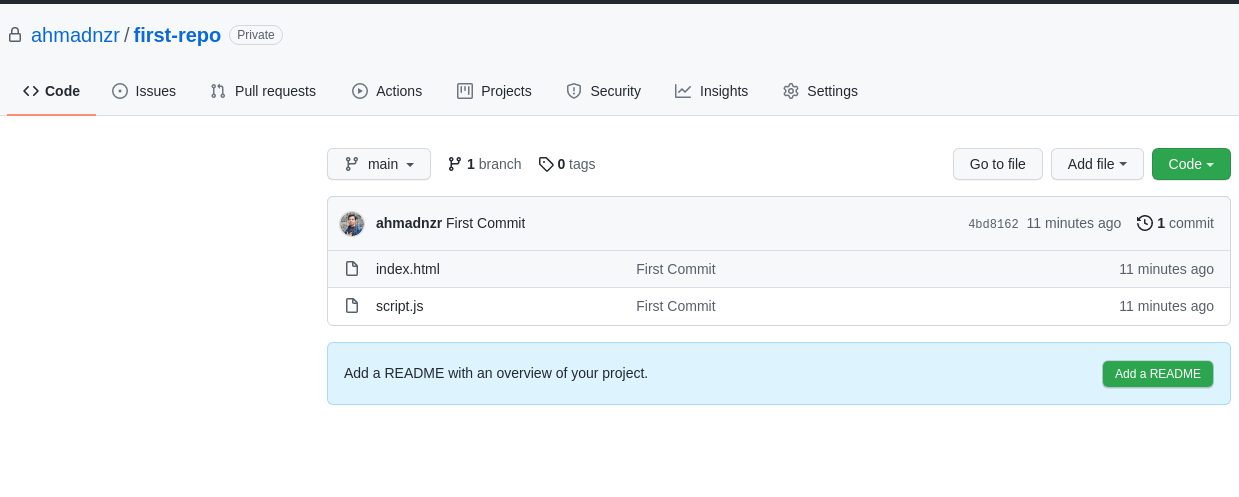 ahmadnzr / first-repo Private
Code Issues Pull requests Actions Projects Security Insights Settings
main 1 branch 0 tags Go to file Add file Code
ahmadnzr First Commit 4bd8162 11 minutes ago 1 commit
index.html First Commit 11 minutes ago
script.js First Commit 11 minutes ago
Add a README with an overview of your project. Add a README